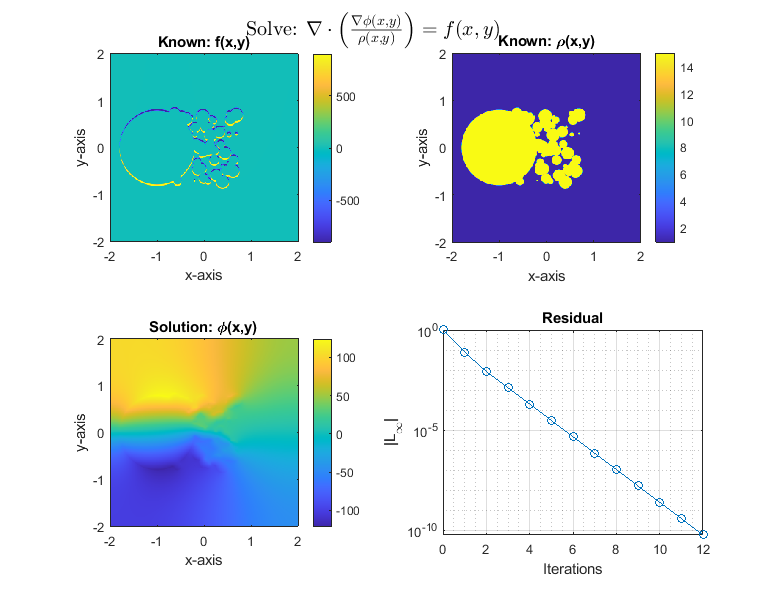 Solve: ∇ · (∇ϕ(x,y)/ρ(x,y)) = f(x, y)
Known: f(x,y)
2
1
0
-1
-2
y-axis
-2 -1 0 1 2
x-axis
500
0
-500
Known: ρ(x,y)
2
1
0
-1
-2
y-axis
-2 -1 0 1 2
x-axis
14
12
10
8
6
4
2
Solution: ϕ(x,y)
2
1
0
-1
-2
y-axis
-2 -1 0 1 2
x-axis
100
50
0
-50
-100
Residual
10^0
10^-5
10^-10
|L_∞|
0 2 4 6 8 10 12
Iterations